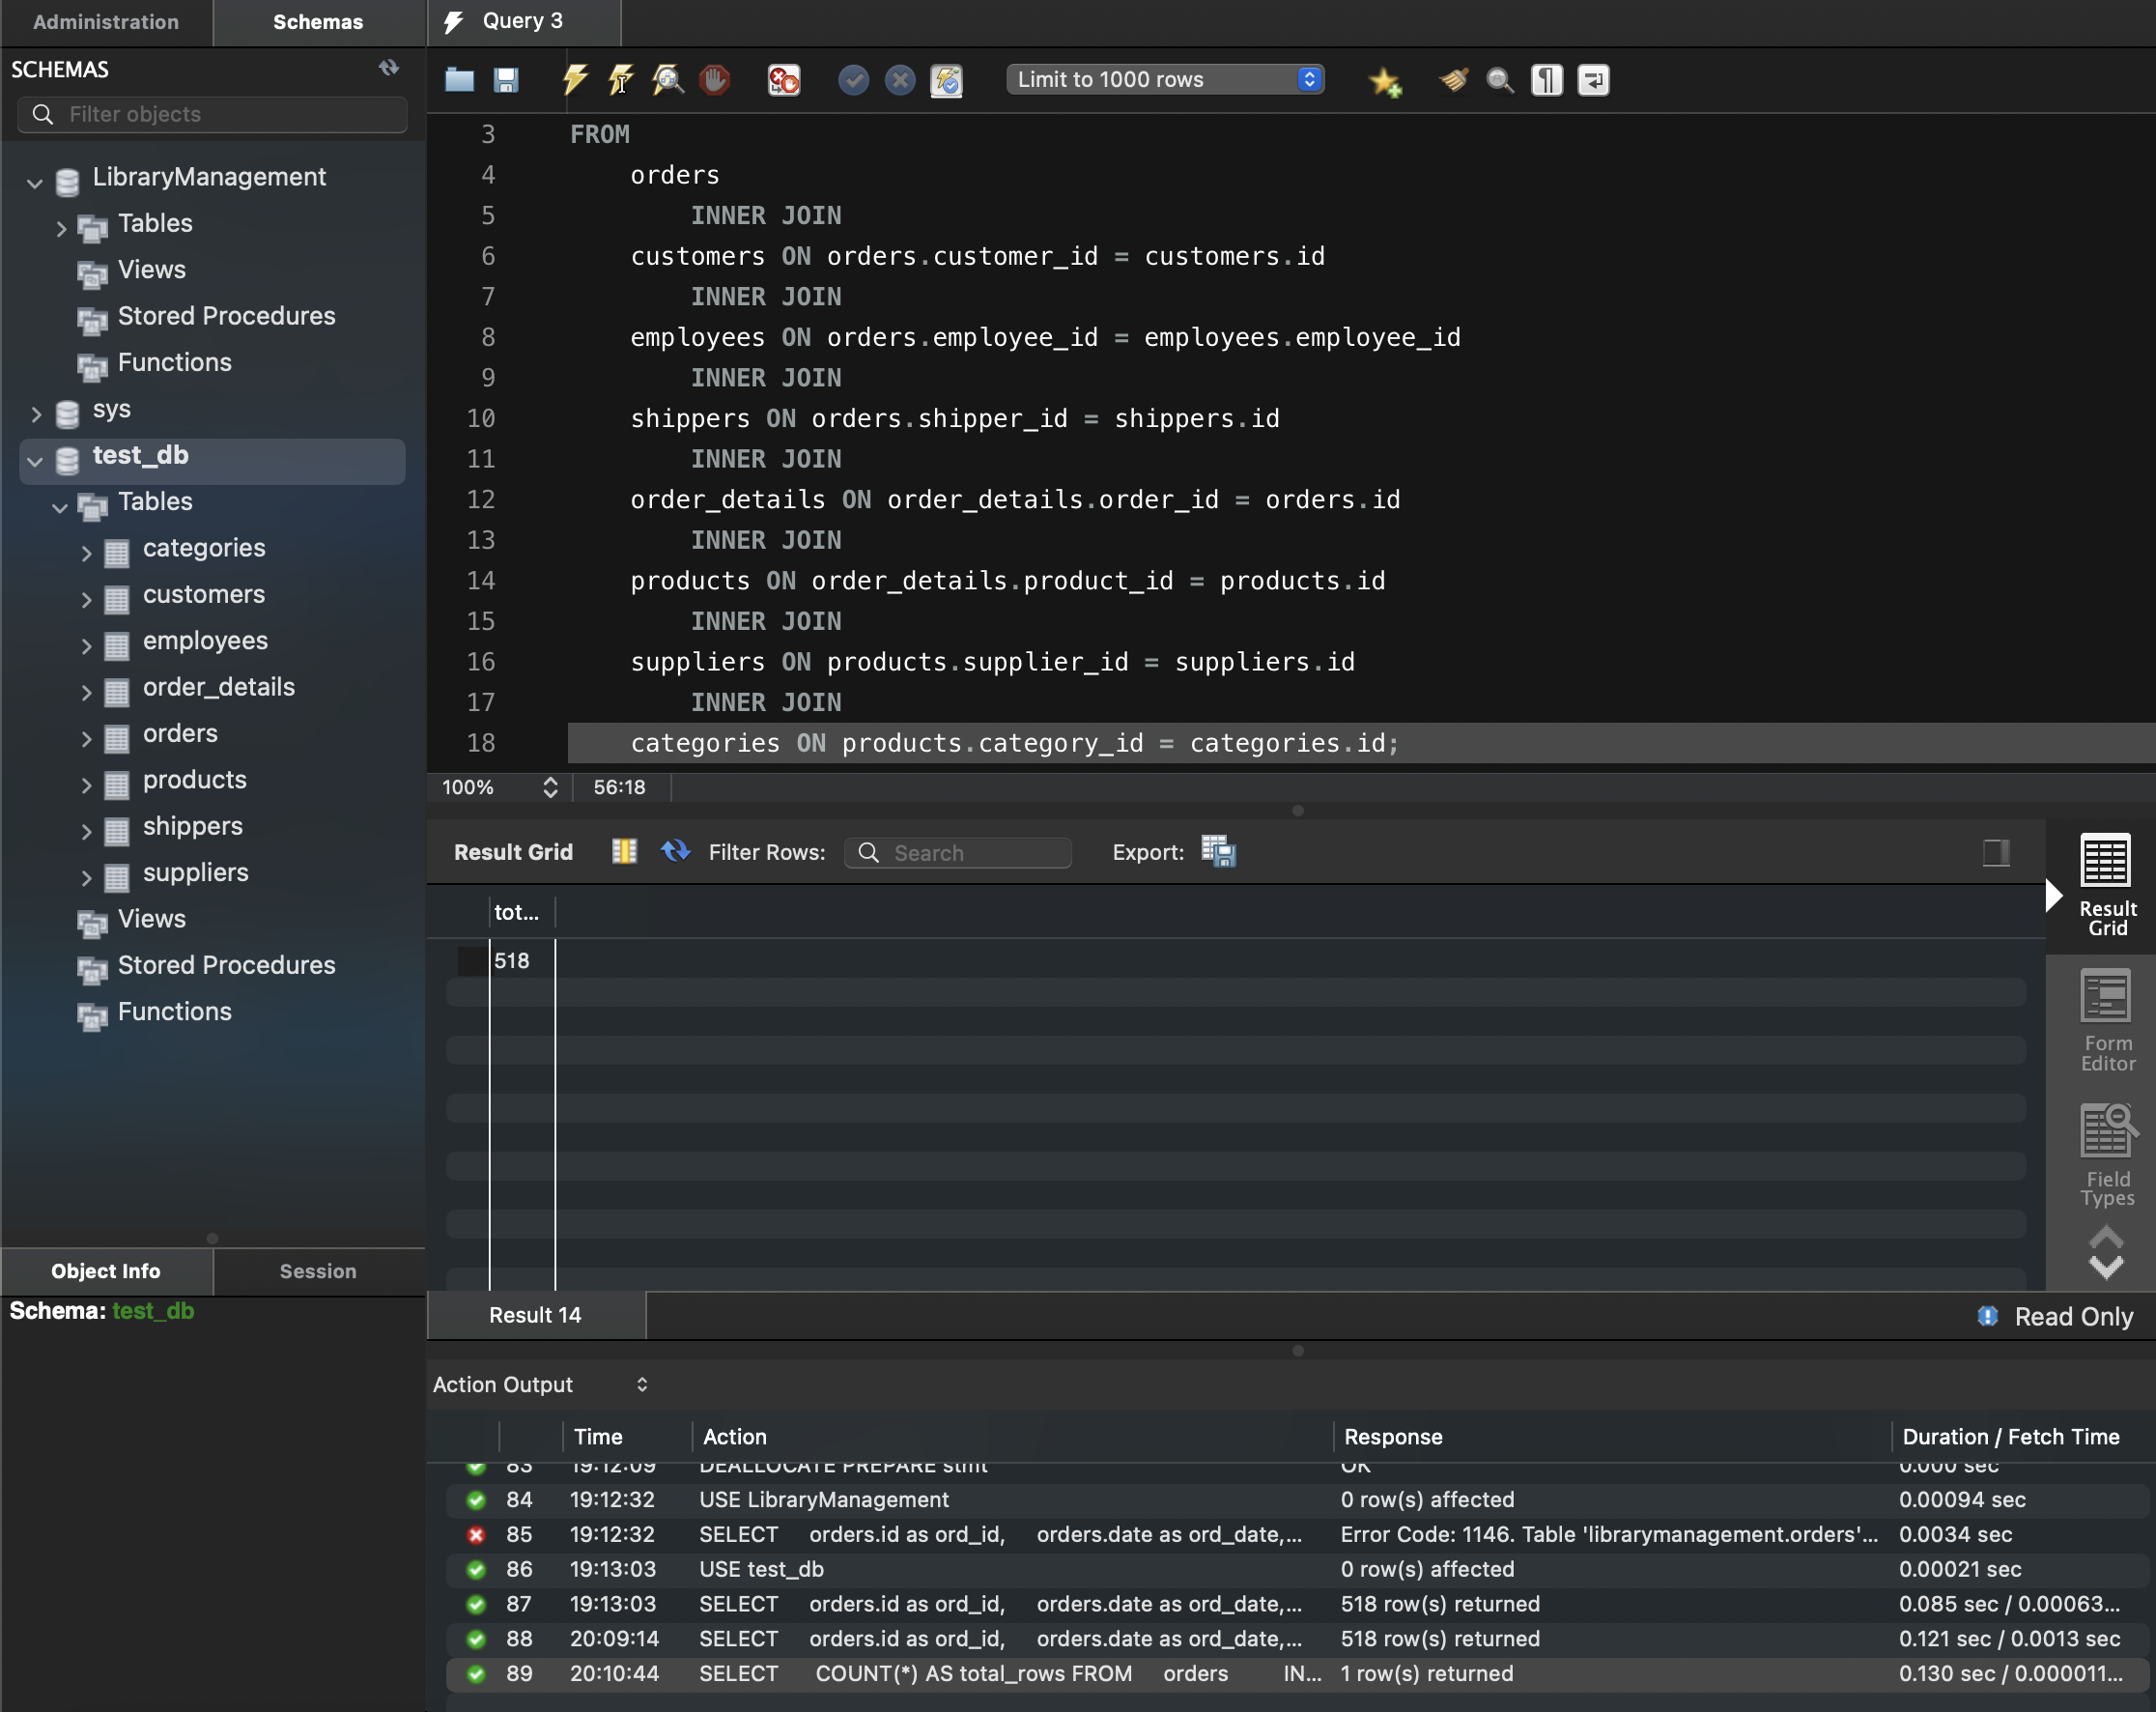 Administration
Schemas
SCHEMAS
Filter objects
LibraryManagement
Tables
Views
Stored Procedures
Functions
sys
test_db
Tables
categories
customers
employees
order_details
orders
products
shippers
suppliers
Views
Stored Procedures
Functions
Object Info
Session
Schema: test_db
Query 3
Limit to 1000 rows
3 FROM
4 orders
5 INNER JOIN
6 customers ON orders.customer_id = customers.id
7 INNER JOIN
8 employees ON orders.employee_id = employees.employee_id
9 INNER JOIN
10 shippers ON orders.shipper_id = shippers.id
11 INNER JOIN
12 order_details ON order_details.order_id = orders.id
13 INNER JOIN
14 products ON order_details.product_id = products.id
15 INNER JOIN
16 suppliers ON products.supplier_id = suppliers.id
17 INNER JOIN
18 categories ON products.category_id = categories.id;
100% 56:18
Result Grid Filter Rows: Search Export:
tot...
518
Result
Grid
Form
Editor
Field
Types
Result 14
Read Only
Action Output
Time Action Response Duration / Fetch Time
83 19:12:09 DEALLOCATE PREPARE stmt OK 0.000 sec
84 19:12:32 USE LibraryManagement 0 row(s) affected 0.00094 sec
85 19:12:32 SELECT orders.id as ord_id, orders.date as ord_date,... Error Code: 1146. Table 'librarymanagement.orders'... 0.0034 sec
86 19:13:03 USE test_db 0 row(s) affected 0.00021 sec
87 19:13:03 SELECT orders.id as ord_id, orders.date as ord_date,... 518 row(s) returned 0.085 sec / 0.00063...
88 20:09:14 SELECT orders.id as ord_id, orders.date as ord_date,... 518 row(s) returned 0.121 sec / 0.0013 sec
89 20:10:44 SELECT COUNT(*) AS total_rows FROM orders IN... 1 row(s) returned 0.130 sec / 0.000011...